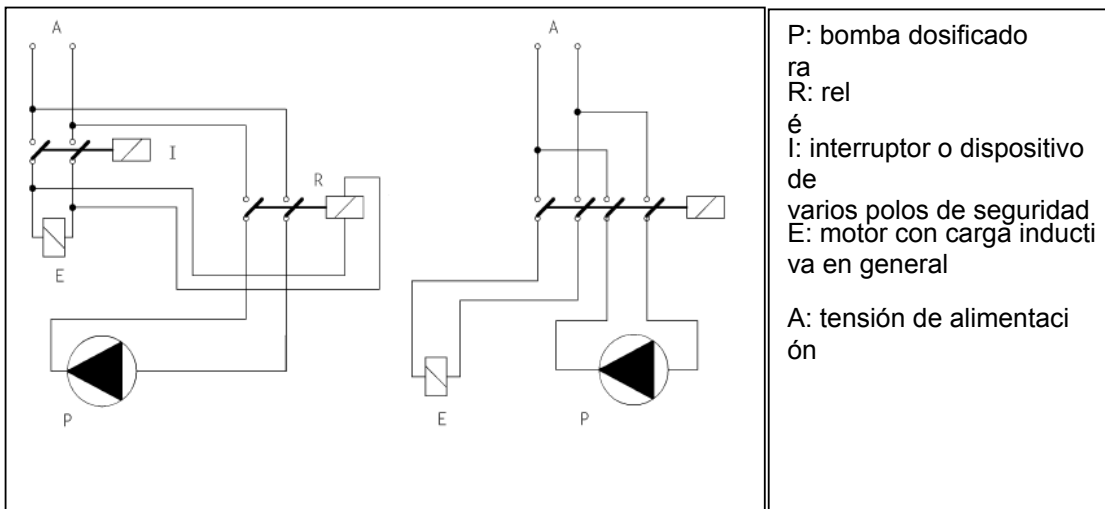 A
I
R
E
P
A
E
P
P: bomba dosificado
ra
R: rel
é
I: interruptor o dispositivo
de
varios polos de seguridad
E: motor con carga inducti
va en general
A: tensión de alimentaci
ón